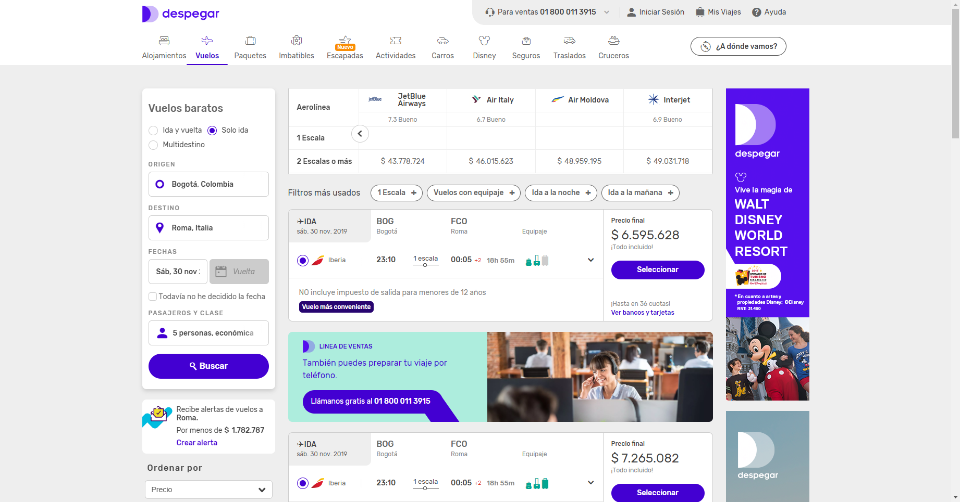 despegar
Para ventas 01 800 011 3915
Iniciar Sesión
Mis Viajes
Ayuda
Alojamientos
Vuelos
Paquetes
Imbatibles
Nuevo
Escapadas
Actividades
Carros
Disney
Seguros
Traslados
Cruceros
¿A dónde vamos?
Vuelos baratos
Ida y vuelta
Solo ida
Multidestino
ORIGEN
Bogotá, Colombia
DESTINO
Roma, Italia
FECHAS
Sáb, 30 nov
Vuelta
Todavía no he decidido la fecha
PASAJEROS Y CLASE
5 personas, económica
Buscar
Recibe alertas de vuelos a
Roma.
Por menos de $ 1.782.787
Crear alerta
Ordenar por
Precio
Aerolínea
jetBlue
JetBlue
Airways
Air Italy
Air Moldova
Interjet
7.3 Bueno
6.7 Bueno
6.9 Bueno
1 Escala
2 Escalas o más
$ 43.778.724
$ 46.015.623
$ 48.959.195
$ 49.031.718
Filtros más usados
1 Escala +
Vuelos con equipaje +
Ida a la noche +
Ida a la mañana +
IDA
BOG
FCO
sáb. 30 nov. 2019
Bogotá
Roma
Equipaje
Iberia
23:10
1 escala
00:05 +2 18h 55m
NO incluye impuesto de salida para menores de 12 años
Vuelo más conveniente
Precio final
$ 6.595.628
¡Todo incluido!
Seleccionar
¡Hasta en 36 cuotas!
Ver bancos y tarjetas
LINEA DE VENTAS
También puedes preparar tu viaje por
teléfono.
Llámanos gratis al 01 800 011 3915
IDA
BOG
FCO
sáb. 30 nov. 2019
Bogotá
Roma
Equipaje
Iberia
23:10
1 escala
00:05 +2 18h 55m
Precio final
$ 7.265.082
¡Todo incluido!
Seleccionar
despegar
Vive la magia de
WALT
DISNEY
WORLD
RESORT
* En cuanto a artes y
propiedades Disney: ©Disney
despegar